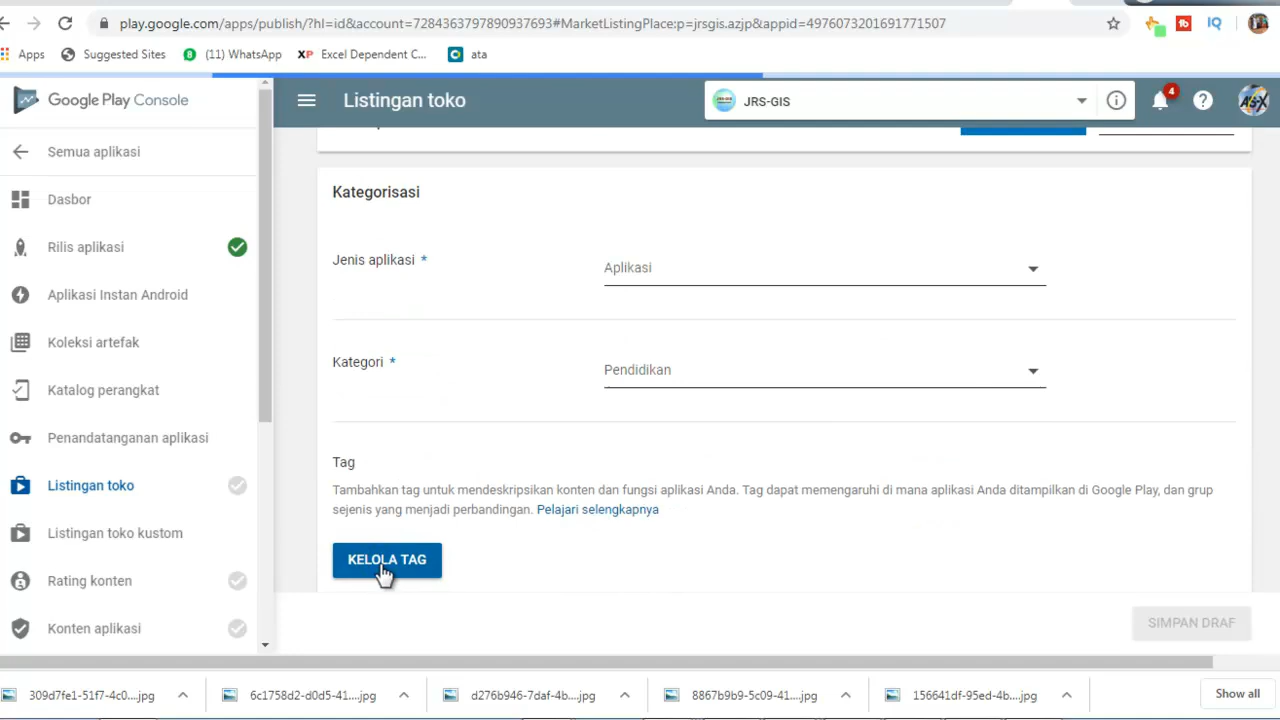 play.google.com/apps/publish/?hl=id&account=7284363797890937693#MarketListingPlace:p=jrsgis.azjp&appid=4976073201691771507
Apps
Suggested Sites
(11) WhatsApp
XP
Excel Dependent C...
ata
Google Play Console
Listingan toko
JRS-GIS
4
Semua aplikasi
Dasbor
Rilis aplikasi
Aplikasi Instan Android
Koleksi artefak
Katalog perangkat
Penandatanganan aplikasi
Listingan toko
Listingan toko kustom
Rating konten
Konten aplikasi
Kategorisasi
Jenis aplikasi *
Aplikasi
Kategori *
Pendidikan
Tag
Tambahkan tag untuk mendeskripsikan konten dan fungsi aplikasi Anda. Tag dapat memengaruhi di mana aplikasi Anda ditampilkan di Google Play, dan grup
sejenis yang menjadi perbandingan. Pelajari selengkapnya
KELOLA TAG
SIMPAN DRAF
309d7fe1-51f7-4c0....jpg
6c1758d2-d0d5-41....jpg
d276b946-7daf-4b....jpg
8867b9b9-5c09-41....jpg
156641df-95ed-4b....jpg
Show all